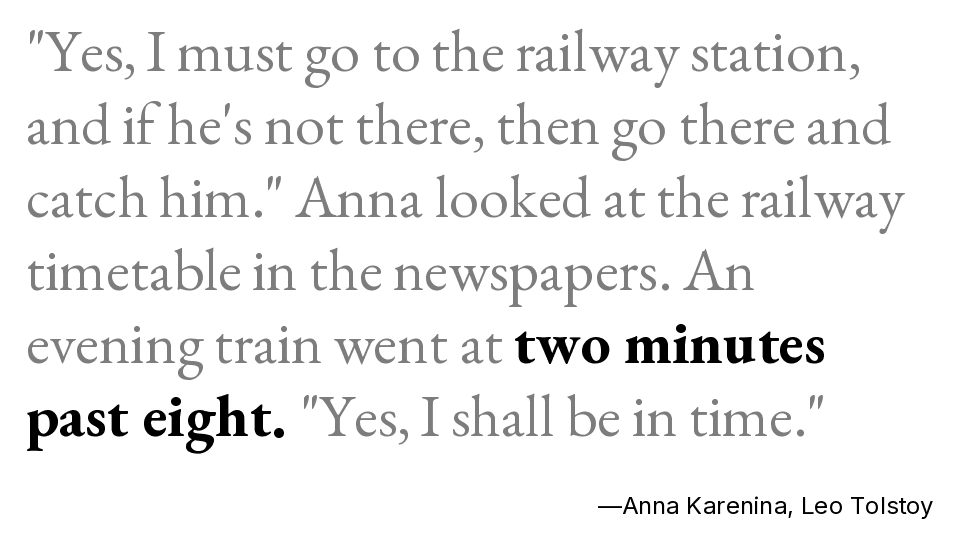 "Yes, I must go to the railway station,
and if he's not there, then go there and
catch him." Anna looked at the railway
timetable in the newspapers. An
evening train went at two minutes
past eight. "Yes, I shall be in time."
—Anna Karenina, Leo Tolstoy